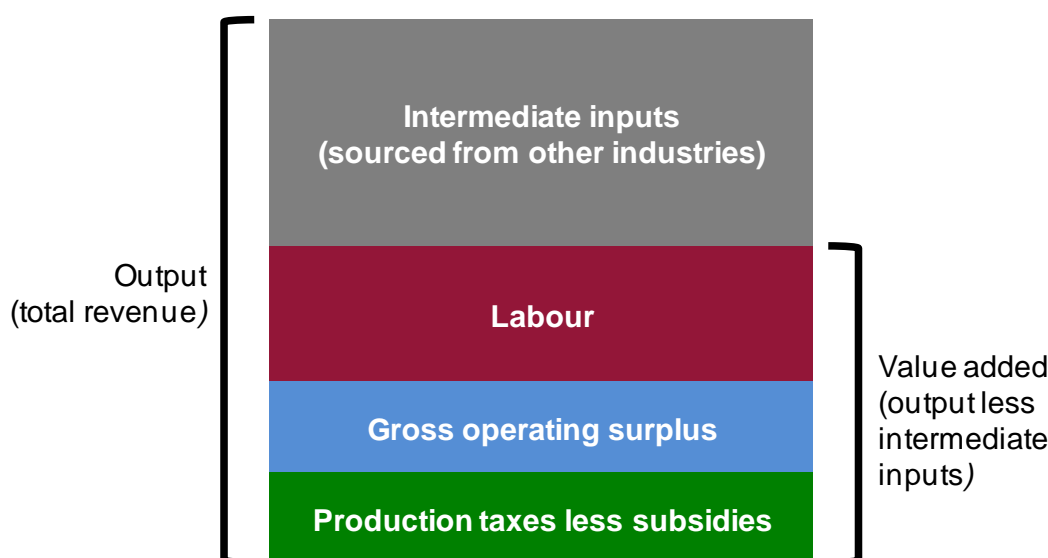 Intermediate inputs
(sourced from other industries)
Output
(total revenue)
Labour
Value added
(output less
intermediate
inputs)
Gross operating surplus
Production taxes less subsidies